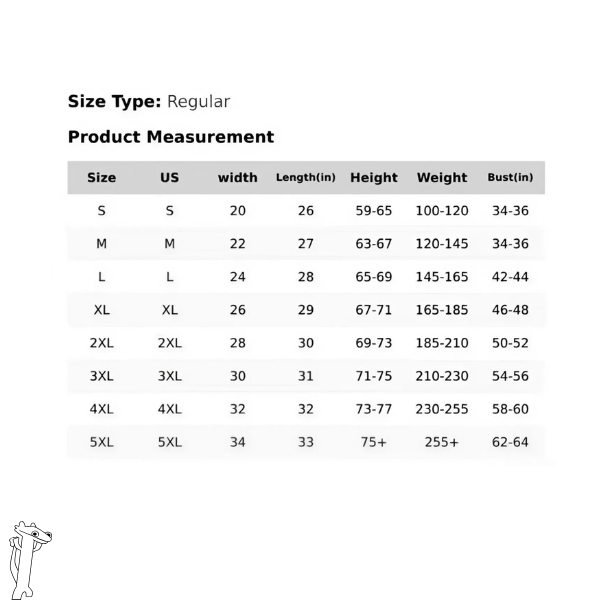 Size Type: Regular
Product Measurement
Size US width Length(in) Height Weight Bust(in)
S S 20 26 59-65 100-120 34-36
M M 22 27 63-67 120-145 34-36
L L 24 28 65-69 145-165 42-44
XL XL 26 29 67-71 165-185 46-48
2XL 2XL 28 30 69-73 185-210 50-52
3XL 3XL 30 31 71-75 210-230 54-56
4XL 4XL 32 32 73-77 230-255 58-60
5XL 5XL 34 33 75+ 255+ 62-64